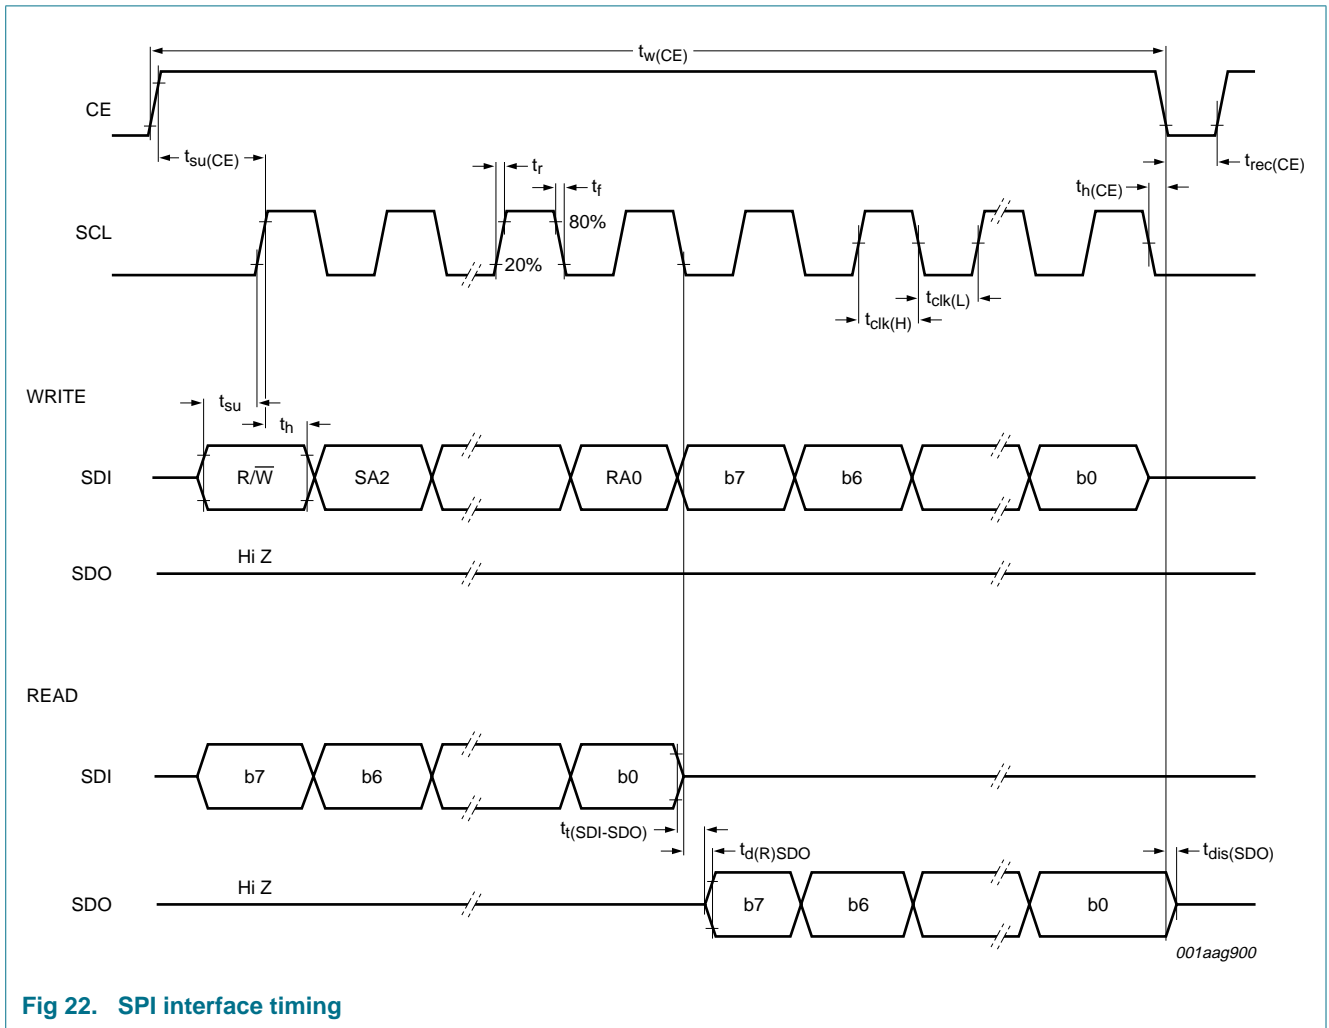 tw(CE)
CE
tsu(CE)
tr
trec(CE)
tf
th(CE)
SCL
80%
20%
tclk(L)
tclk(H)
WRITE
tsu
th
SDI R/W̅ SA2 RA0 b7 b6 b0
Hi Z
SDO
READ
SDI b7 b6 b0
tt(SDI-SDO)
td(R)SDO
tdis(SDO)
Hi Z
SDO b7 b6 b0
001aag900
Fig 22. SPI interface timing